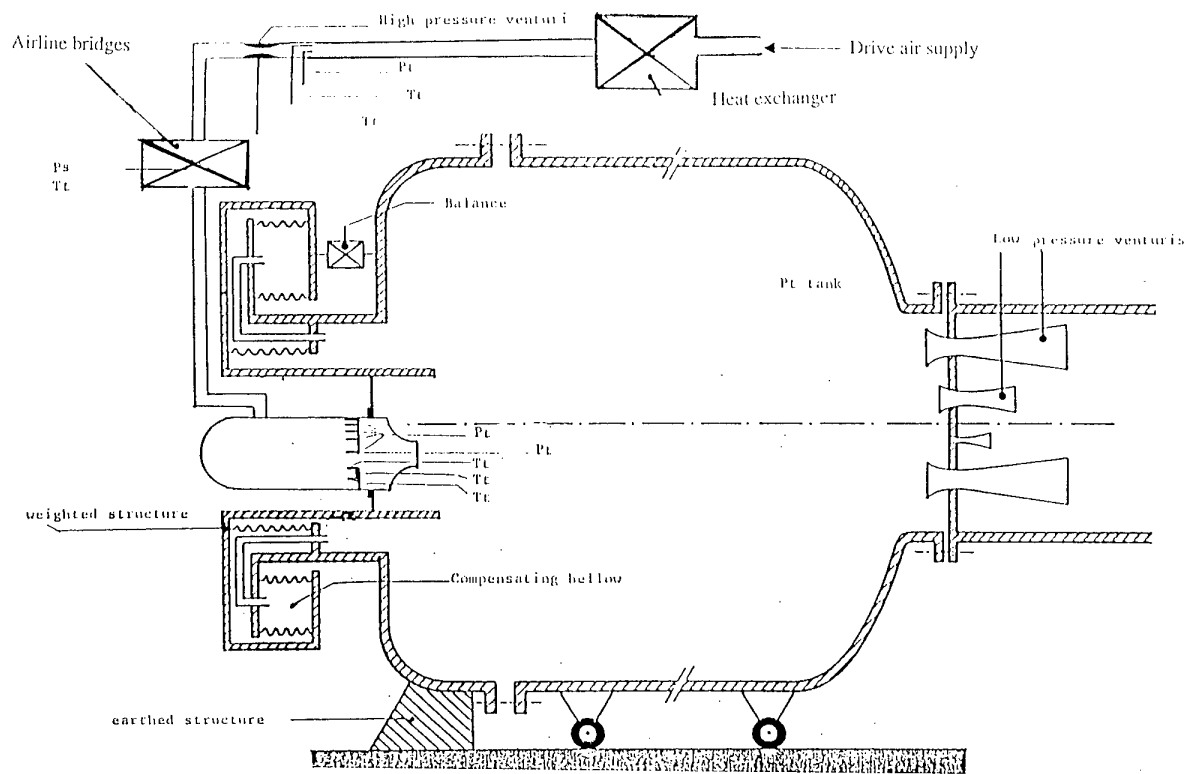 High pressure venturi
Airline bridges
Drive air supply
Pt
Tt
Heat exchanger
Tt
Ps
Tt
Balance
Low pressure venturis
Pt tank
Pt
Pt
Tt
Tt
Tt
weighted structure
Compensating bellow
earthed structure